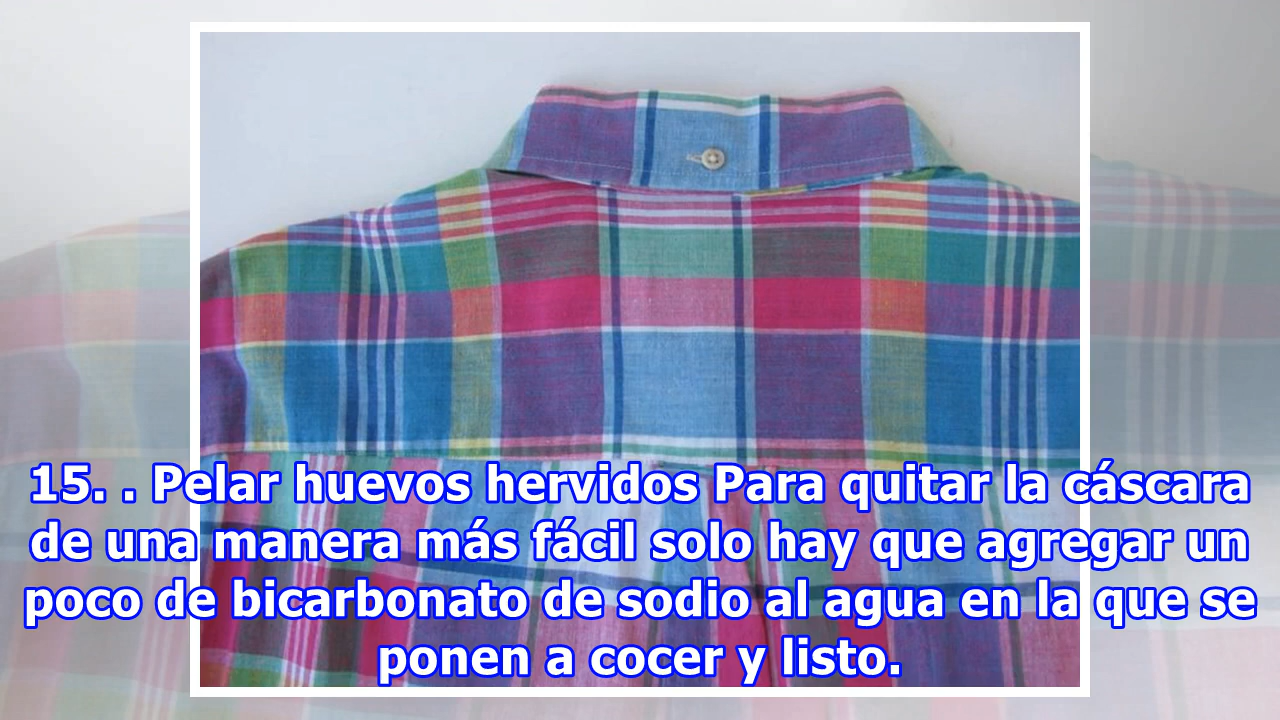 15. . Pelar huevos hervidos Para quitar la cáscara
de una manera más fácil solo hay que agregar un
poco de bicarbonato de sodio al agua en la que se
ponen a cocer y listo.